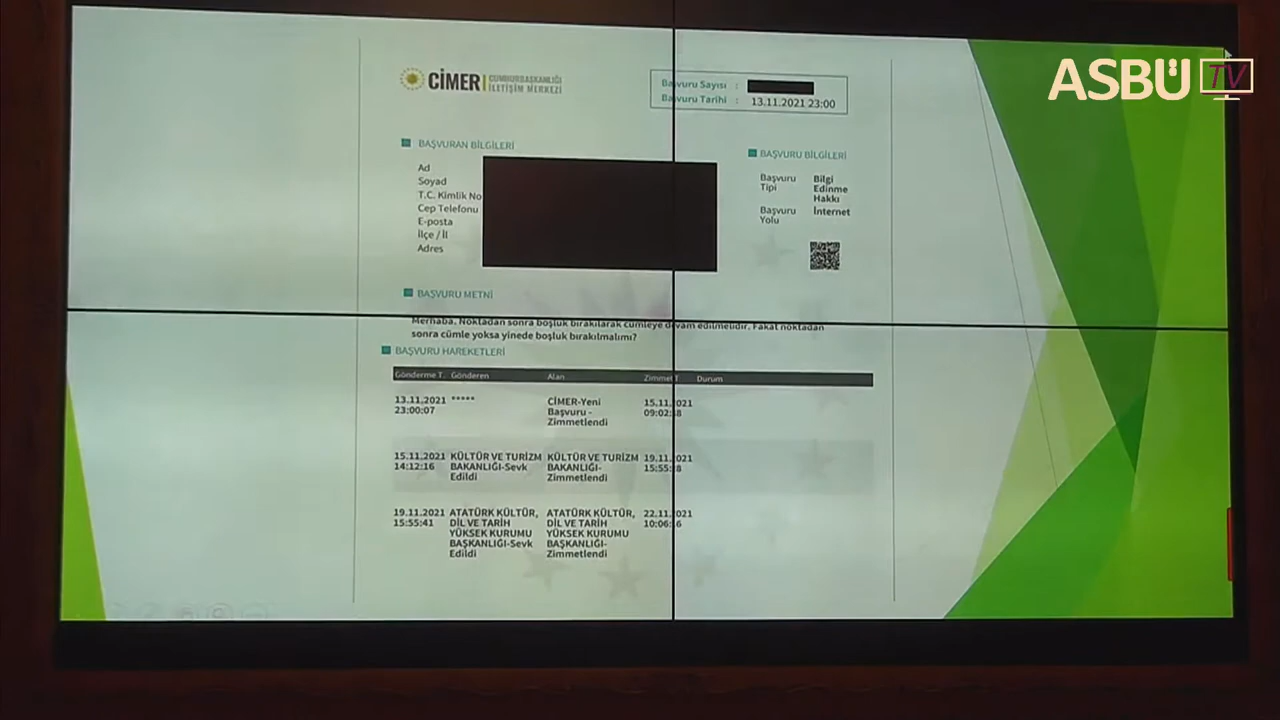 ASBÜ TV
CİMER CUMHURBAŞKANLIĞI
İLETİŞİM MERKEZİ
Başvuru Sayısı :
Başvuru Tarihi : 13.11.2021 23:00
BAŞVURAN BİLGİLERİ
Ad
Soyad
T.C. Kimlik No
Cep Telefonu
E-posta
İlçe / İl
Adres
BAŞVURU BİLGİLERİ
Başvuru Tipi Bilgi Edinme Hakkı
Başvuru Yolu İnternet
BAŞVURU METNİ
Merhaba. Noktadan sonra boşluk bırakılarak cümleye devam edilmelidir. Fakat noktadan
sonra cümle yoksa yinede boşluk bırakılmalımı?
BAŞVURU HAREKETLERİ
Gönderme T. Gönderen Alan Zimmet T Durum
13.11.2021 ***** CİMER-Yeni 15.11.2021
23:00:07 Başvuru -
Zimmetlendi
15.11.2021 KÜLTÜR VE TURİZM KÜLTÜR VE TURİZM 19.11.2021
14:12:16 BAKANLIĞI-Sevk BAKANLIĞI-
Edildi Zimmetlendi
19.11.2021 ATATÜRK KÜLTÜR, ATATÜRK KÜLTÜR, 22.11.2021
15:55:41 DİL VE TARİH DİL VE TARİH
YÜKSEK KURUMU YÜKSEK KURUMU
BAŞKANLIĞI-Sevk BAŞKANLIĞI-
Edildi Zimmetlendi